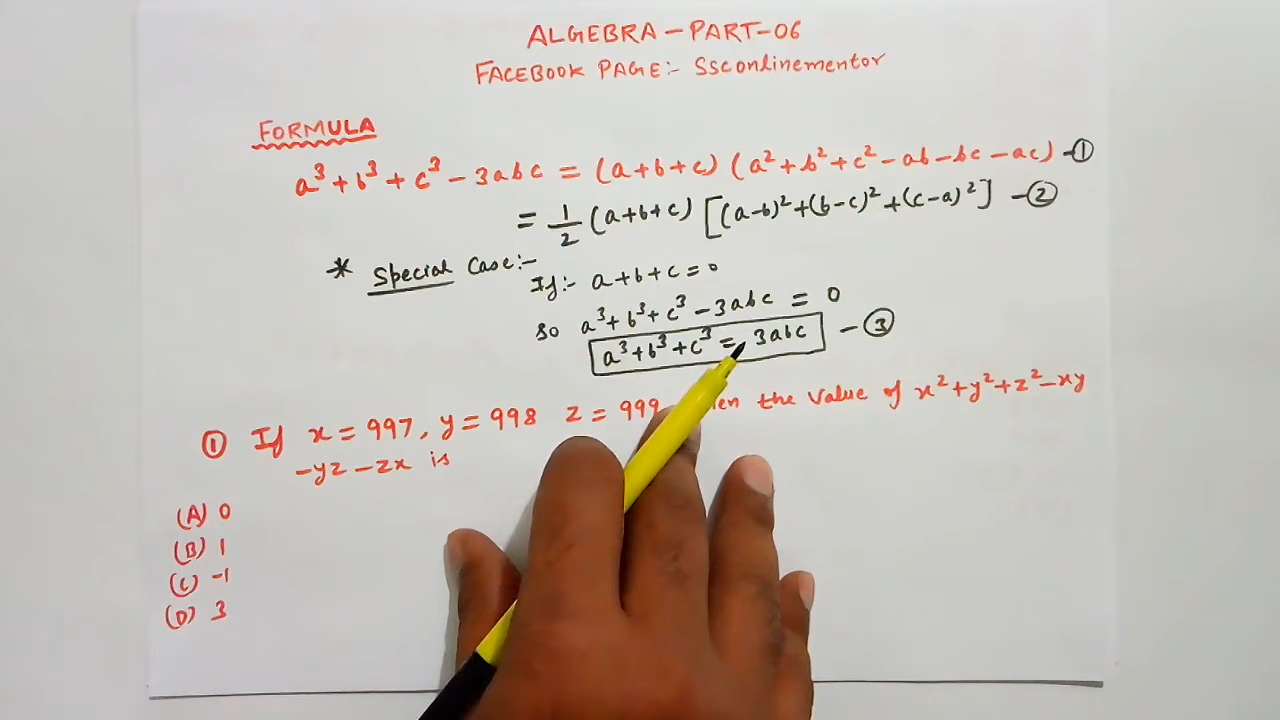 ALGEBRA-PART-06
FACEBOOK PAGE:- Ssconlinementor
FORMULA
a³+b³+c³-3abc = (a+b+c) (a²+b²+c²-ab-bc-ac) -①
= 1/2 (a+b+c) [(a-b)²+(b-c)²+(c-a)²] -②
* Special Case:-
If:- a+b+c=0
So a³+b³+c³-3abc = 0
a³+b³+c³ = 3abc -③
① If x=997, y=998 z=999 the value of x²+y²+z²-xy
-yz-zx is
(A) 0
(B) 1
(C) -1
(D) 3